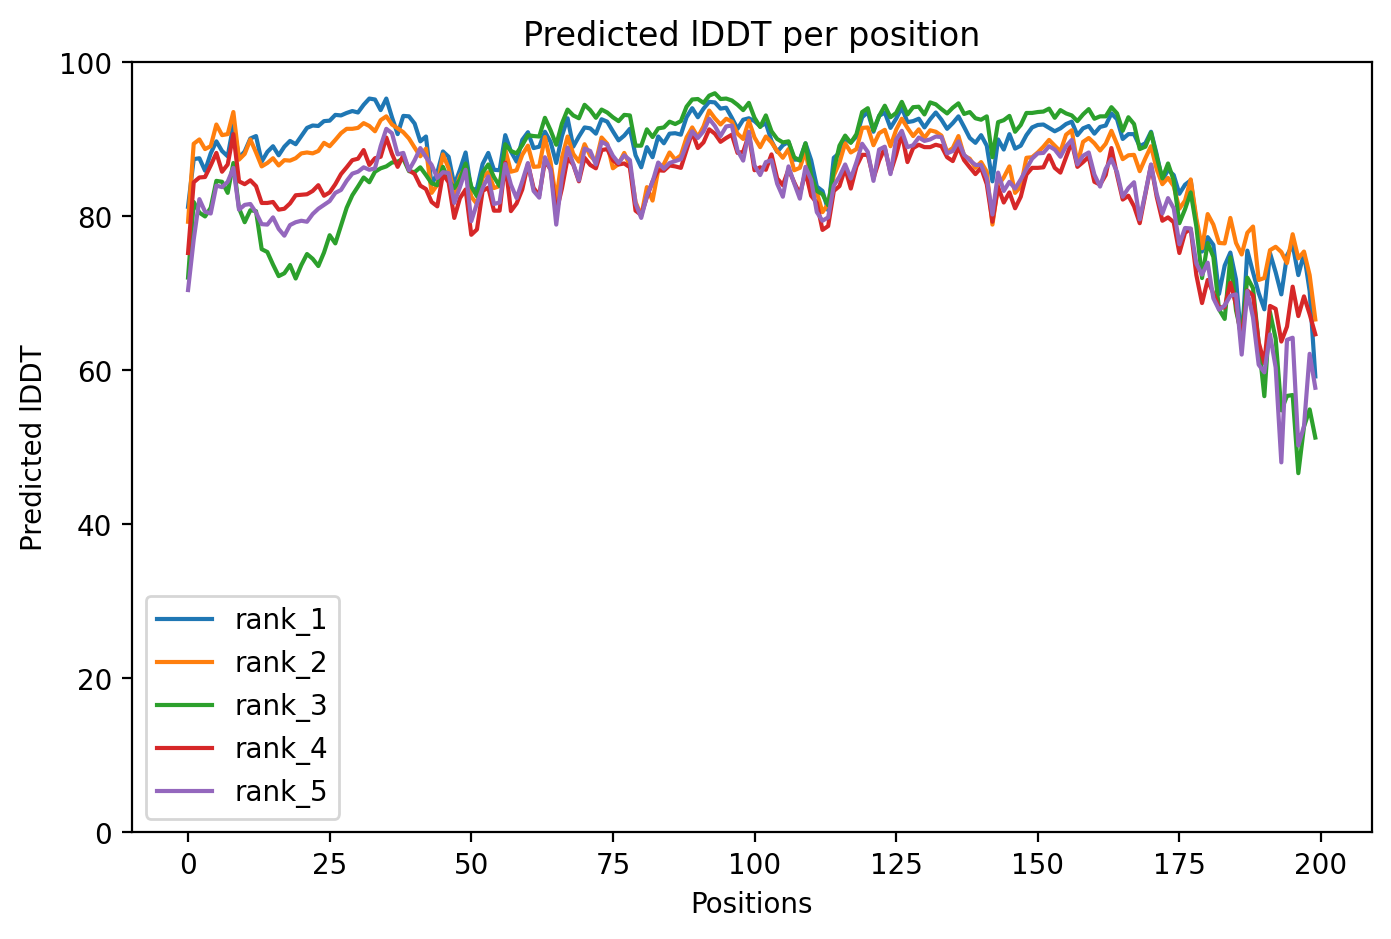 Predicted lDDT per position
100
80
60
40
20
0
Predicted lDDT
rank_1
rank_2
rank_3
rank_4
rank_5
0 25 50 75 100 125 150 175 200
Positions